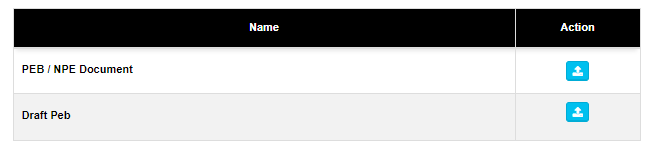 Name Action
PEB / NPE Document
Draft Peb